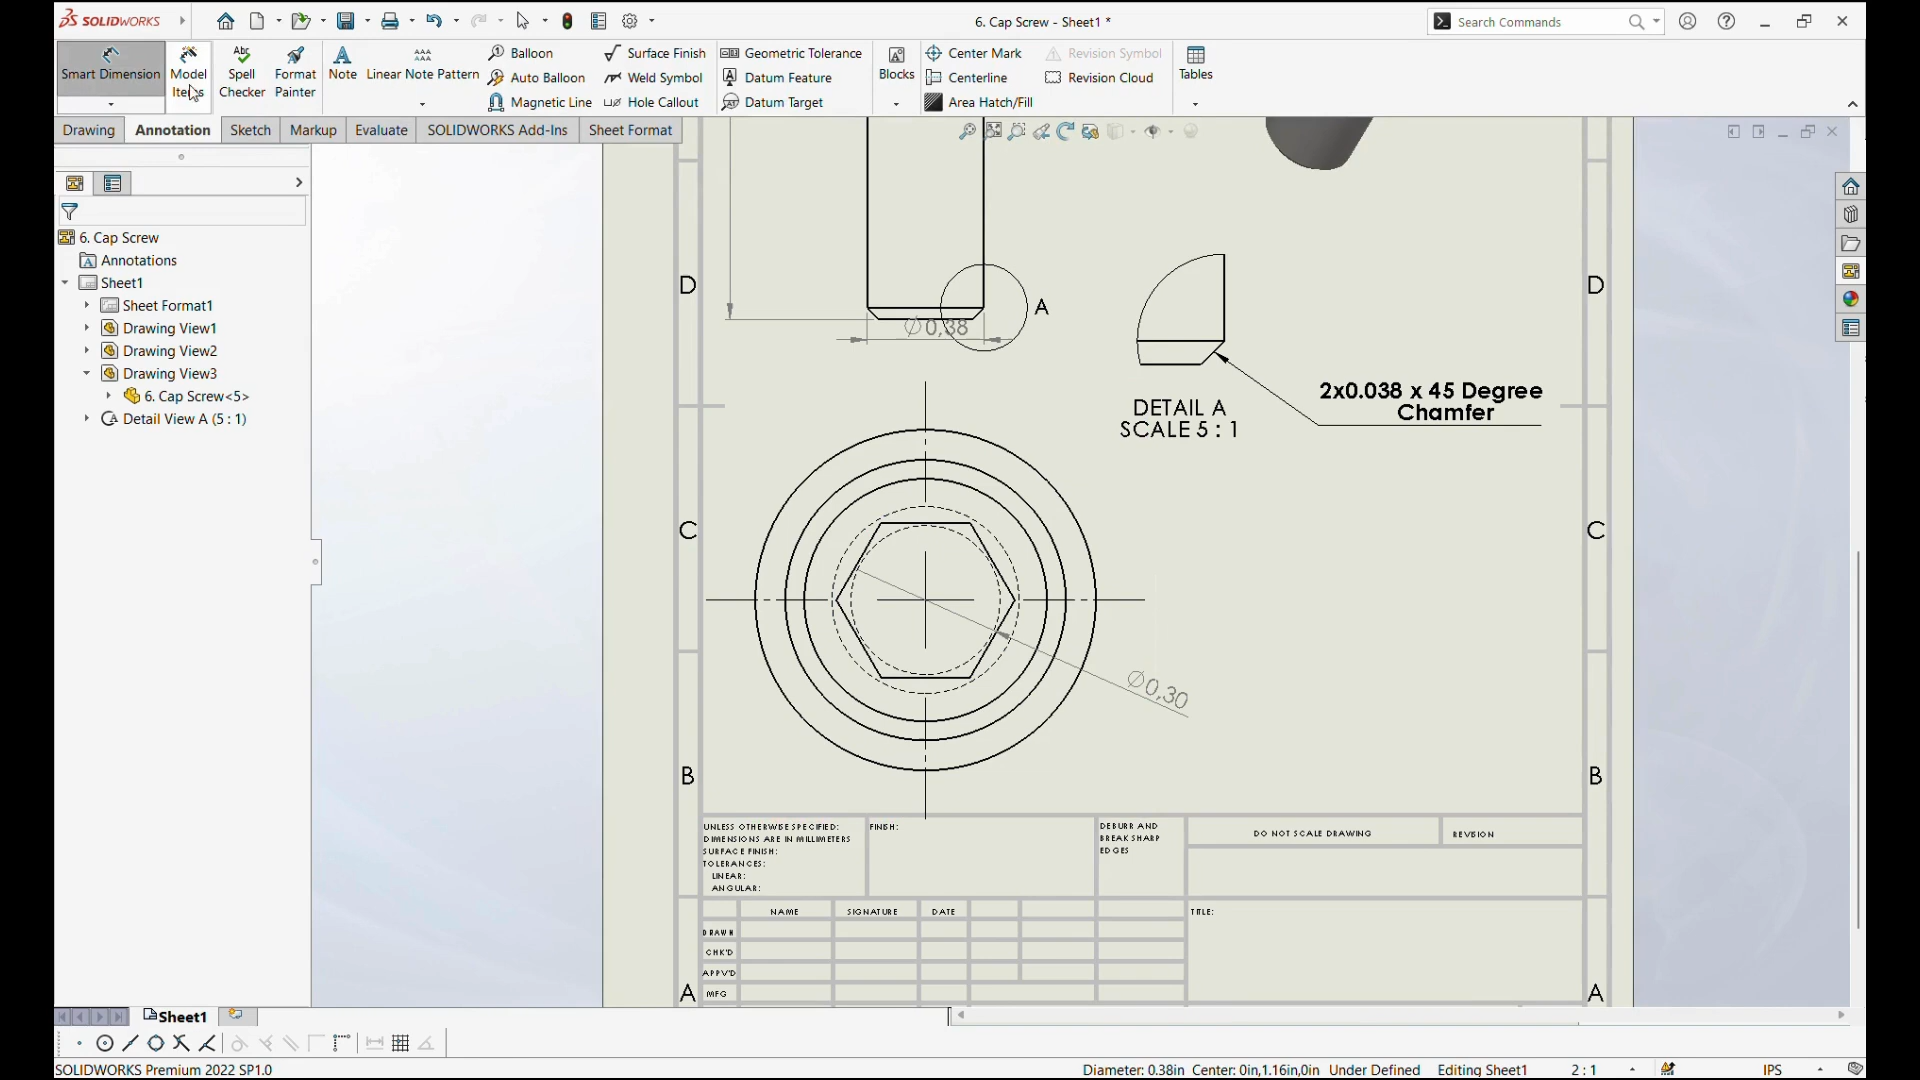 SOLIDWORKS
6. Cap Screw - Sheet1 *
Search Commands
Smart Dimension
Model Items
Spell Checker
Format Painter
Note
Linear Note Pattern
Balloon
Auto Balloon
Magnetic Line
Surface Finish
Weld Symbol
Hole Callout
Geometric Tolerance
Datum Feature
Datum Target
Blocks
Center Mark
Centerline
Area Hatch/Fill
Revision Symbol
Revision Cloud
Tables
Drawing
Annotation
Sketch
Markup
Evaluate
SOLIDWORKS Add-Ins
Sheet Format
6. Cap Screw
Annotations
Sheet1
Sheet Format1
Drawing View1
Drawing View2
Drawing View3
6. Cap Screw<5>
Detail View A (5 : 1)
D
D
A
∅0,38
2x0.038 x 45 Degree
Chamfer
DETAIL A
SCALE 5 : 1
C
C
∅0,30
B
B
UNLESS OTHERWISE SPECIFIED:
DIMENSIONS ARE IN MILLIMETERS
SURFACE FINISH:
TOLERANCES:
LINEAR:
ANGULAR:
FINISH:
DEBURR AND
BREAK SHARP
EDGES
DO NOT SCALE DRAWING
REVISION
NAME
SIGNATURE
DATE
TITLE:
DRAWN
CHK'D
APPV'D
MFG
A
A
Sheet1
SOLIDWORKS Premium 2022 SP1.0
Diameter: 0.38in Center: 0in,1.16in,0in Under Defined Editing Sheet1 2 : 1 IPS